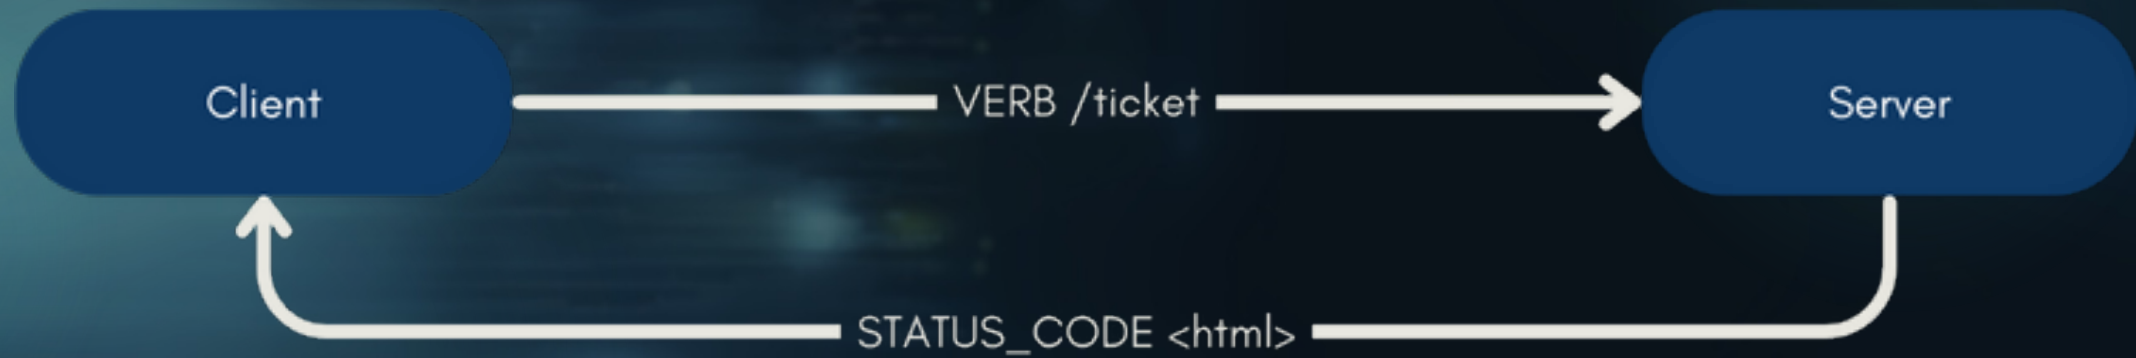 Client
VERB /ticket
Server
STATUS_CODE <html>